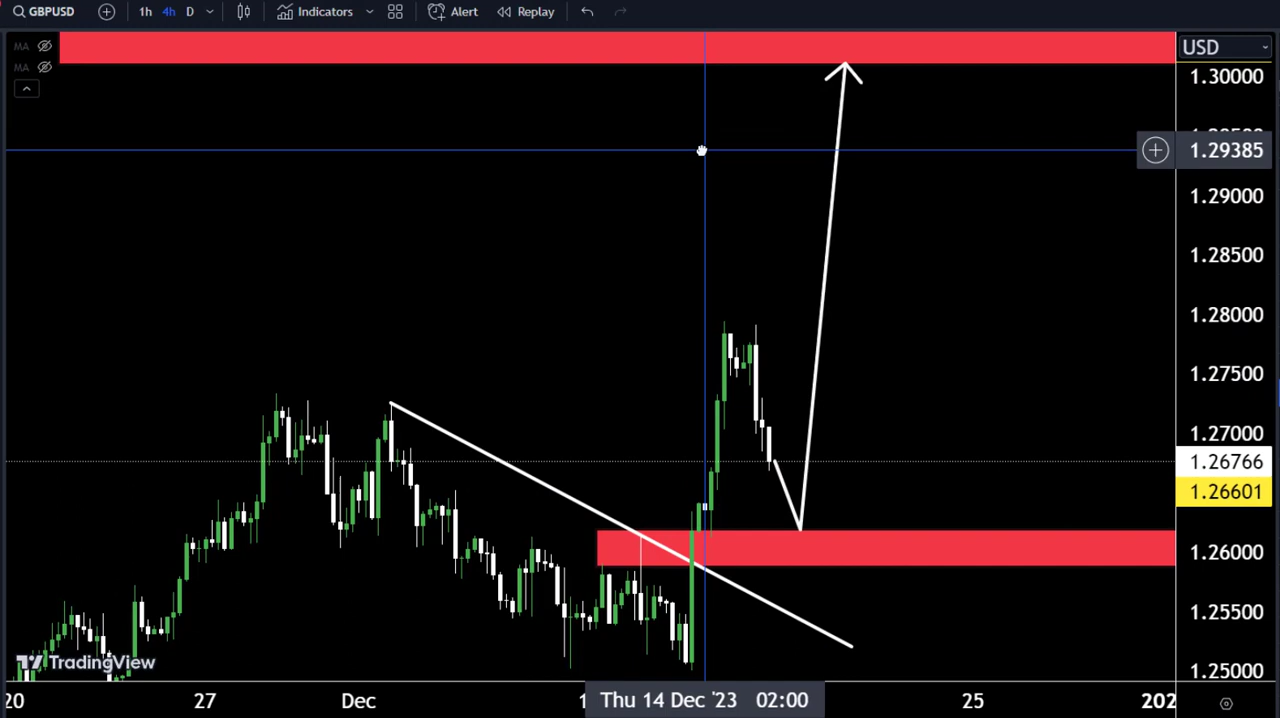 GBPUSD 1h 4h D Indicators Alert Replay
MA USD
MA
1.30000
1.29385
1.29000
1.28500
1.28000
1.27500
1.27000
1.26766
1.26601
1.26000
1.25500
1.25000
TradingView
20 27 Dec Thu 14 Dec '23 02:00 25 202